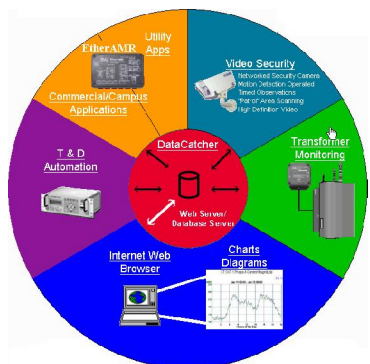 EtherAMR
Utility
Apps
Commercial/Campus
Applications
Video Security
Networked Security Camera
Motion Detection Operated
Timed Observations
"Patrol" Area Scanning
High Definition Video
T & D
Automation
DataCatcher
Web Server/
Database Server
Transformer
Monitoring
Internet Web
Browser
Charts
Diagrams